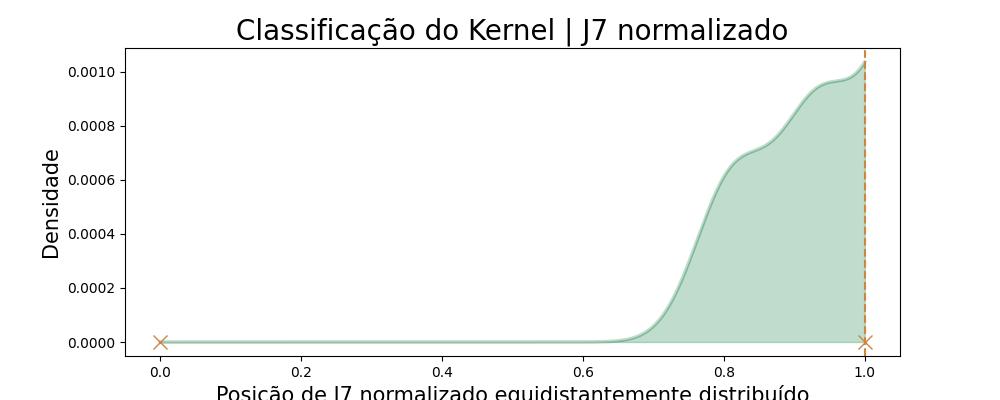 Classificação do Kernel | J7 normalizado
0.0010
0.0008
0.0006
0.0004
0.0002
0.0000
Densidade
0.0 0.2 0.4 0.6 0.8 1.0
Posição de J7 normalizado equidistantemente distribuído